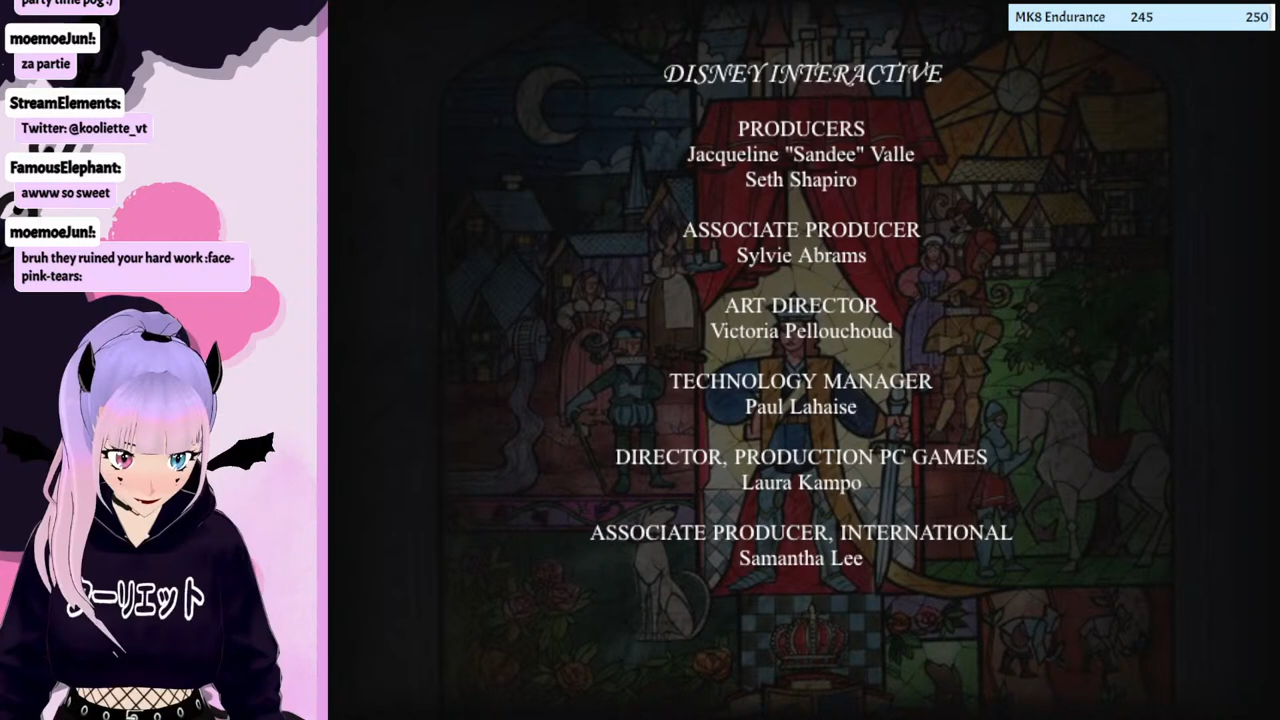 party time pog :)
moemoeJun!:
za partie
StreamElements:
Twitter: @kooliette_vt
FamousElephant:
awww so sweet
moemoeJun!:
bruh they ruined your hard work :face-
pink-tears:
クーリエット
MK8 Endurance 245 250
DISNEY INTERACTIVE
PRODUCERS
Jacqueline "Sandee" Valle
Seth Shapiro
ASSOCIATE PRODUCER
Sylvie Abrams
ART DIRECTOR
Victoria Pellouchoud
TECHNOLOGY MANAGER
Paul Lahaise
DIRECTOR, PRODUCTION PC GAMES
Laura Kampo
ASSOCIATE PRODUCER, INTERNATIONAL
Samantha Lee